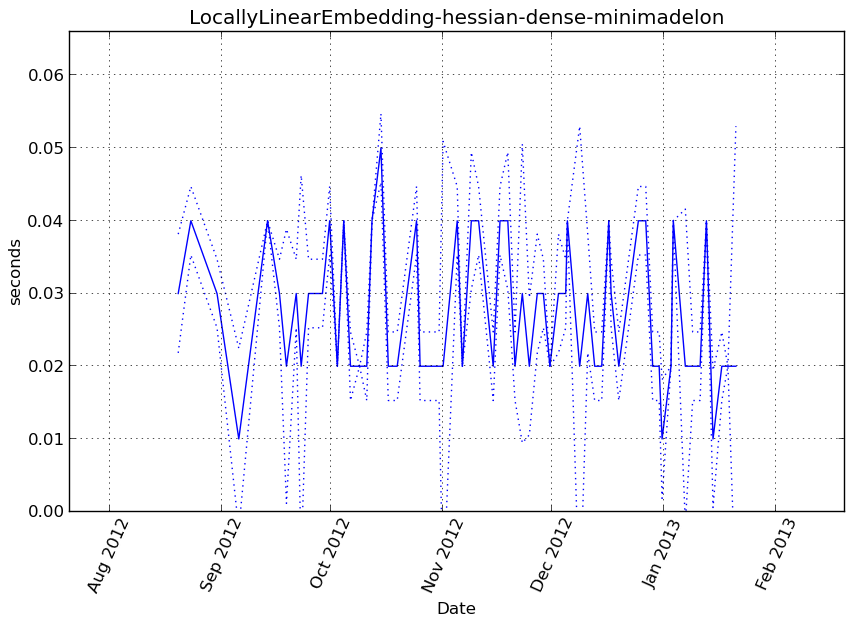 LocallyLinearEmbedding-hessian-dense-minimadelon
0.06
0.05
0.04
0.03
0.02
0.01
0.00
seconds
Aug 2012
Sep 2012
Oct 2012
Nov 2012
Dec 2012
Jan 2013
Feb 2013
Date